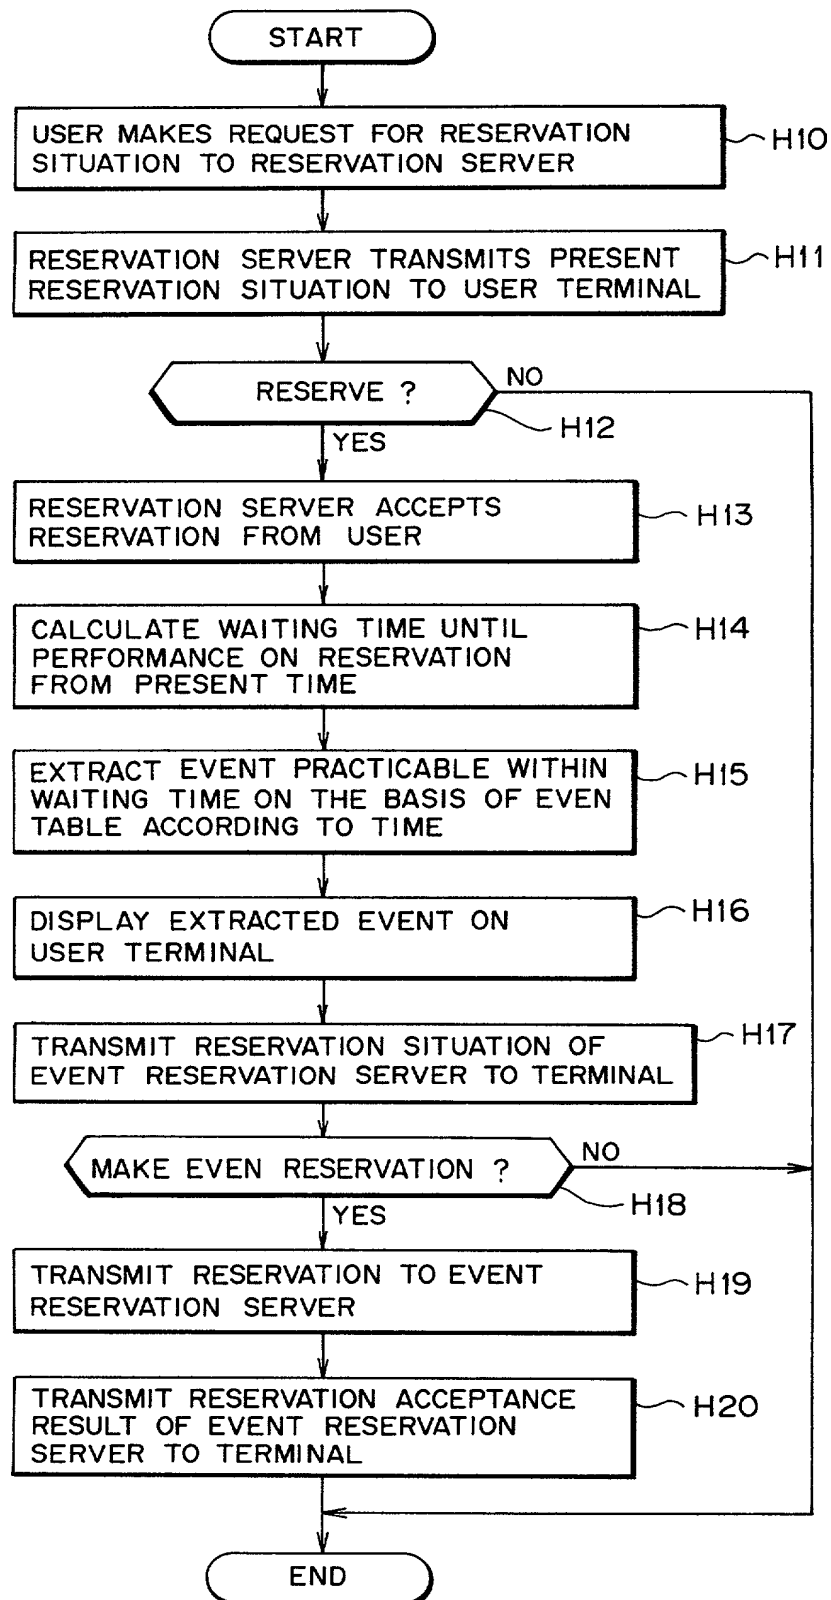 START
USER MAKES REQUEST FOR RESERVATION
SITUATION TO RESERVATION SERVER
H10
RESERVATION SERVER TRANSMITS PRESENT
RESERVATION SITUATION TO USER TERMINAL
H11
RESERVE ?
NO
H12
YES
RESERVATION SERVER ACCEPTS
RESERVATION FROM USER
H13
CALCULATE WAITING TIME UNTIL
PERFORMANCE ON RESERVATION
FROM PRESENT TIME
H14
EXTRACT EVENT PRACTICABLE WITHIN
WAITING TIME ON THE BASIS OF EVEN
TABLE ACCORDING TO TIME
H15
DISPLAY EXTRACTED EVENT ON
USER TERMINAL
H16
TRANSMIT RESERVATION SITUATION OF
EVENT RESERVATION SERVER TO TERMINAL
H17
MAKE EVEN RESERVATION ?
NO
H18
YES
TRANSMIT RESERVATION TO EVENT
RESERVATION SERVER
H19
TRANSMIT RESERVATION ACCEPTANCE
RESULT OF EVENT RESERVATION
SERVER TO TERMINAL
H20
END